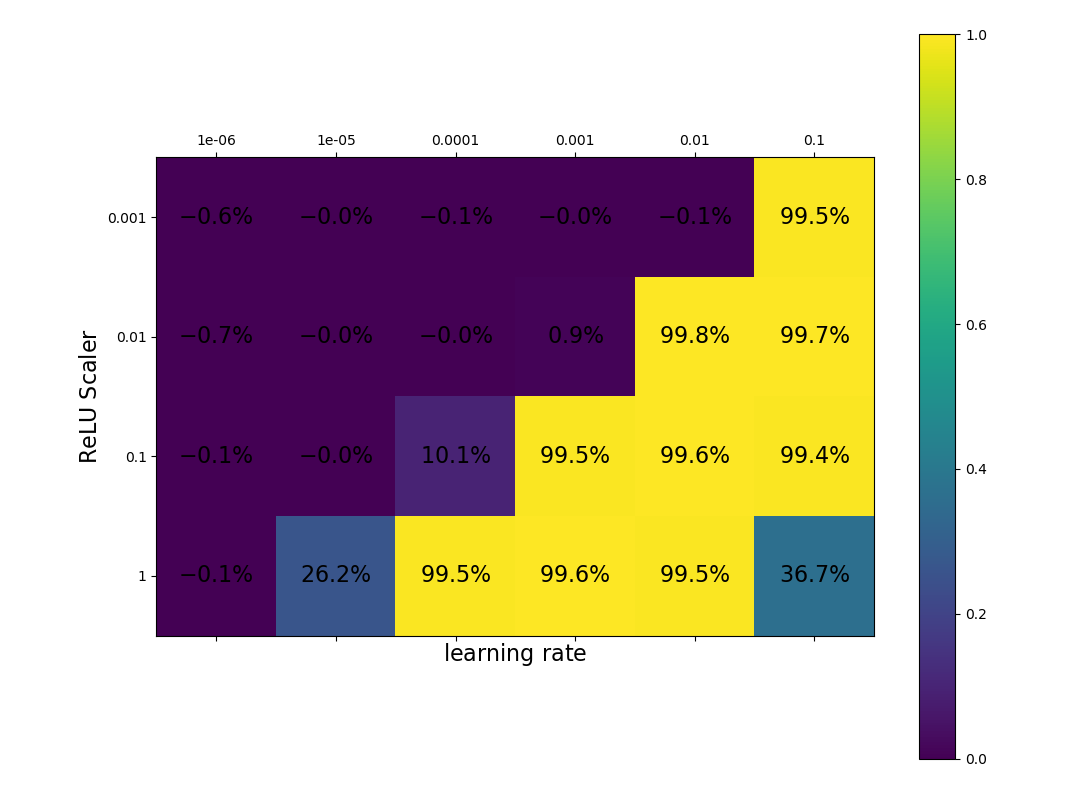 1.0
1e-06 1e-05 0.0001 0.001 0.01 0.1
0.8
0.001 −0.6% −0.0% −0.1% −0.0% −0.1% 99.5%
0.01 −0.7% −0.0% −0.0% 0.9% 99.8% 99.7%
0.6
ReLU Scaler
0.1 −0.1% −0.0% 10.1% 99.5% 99.6% 99.4%
0.4
1 −0.1% 26.2% 99.5% 99.6% 99.5% 36.7%
0.2
learning rate
0.0